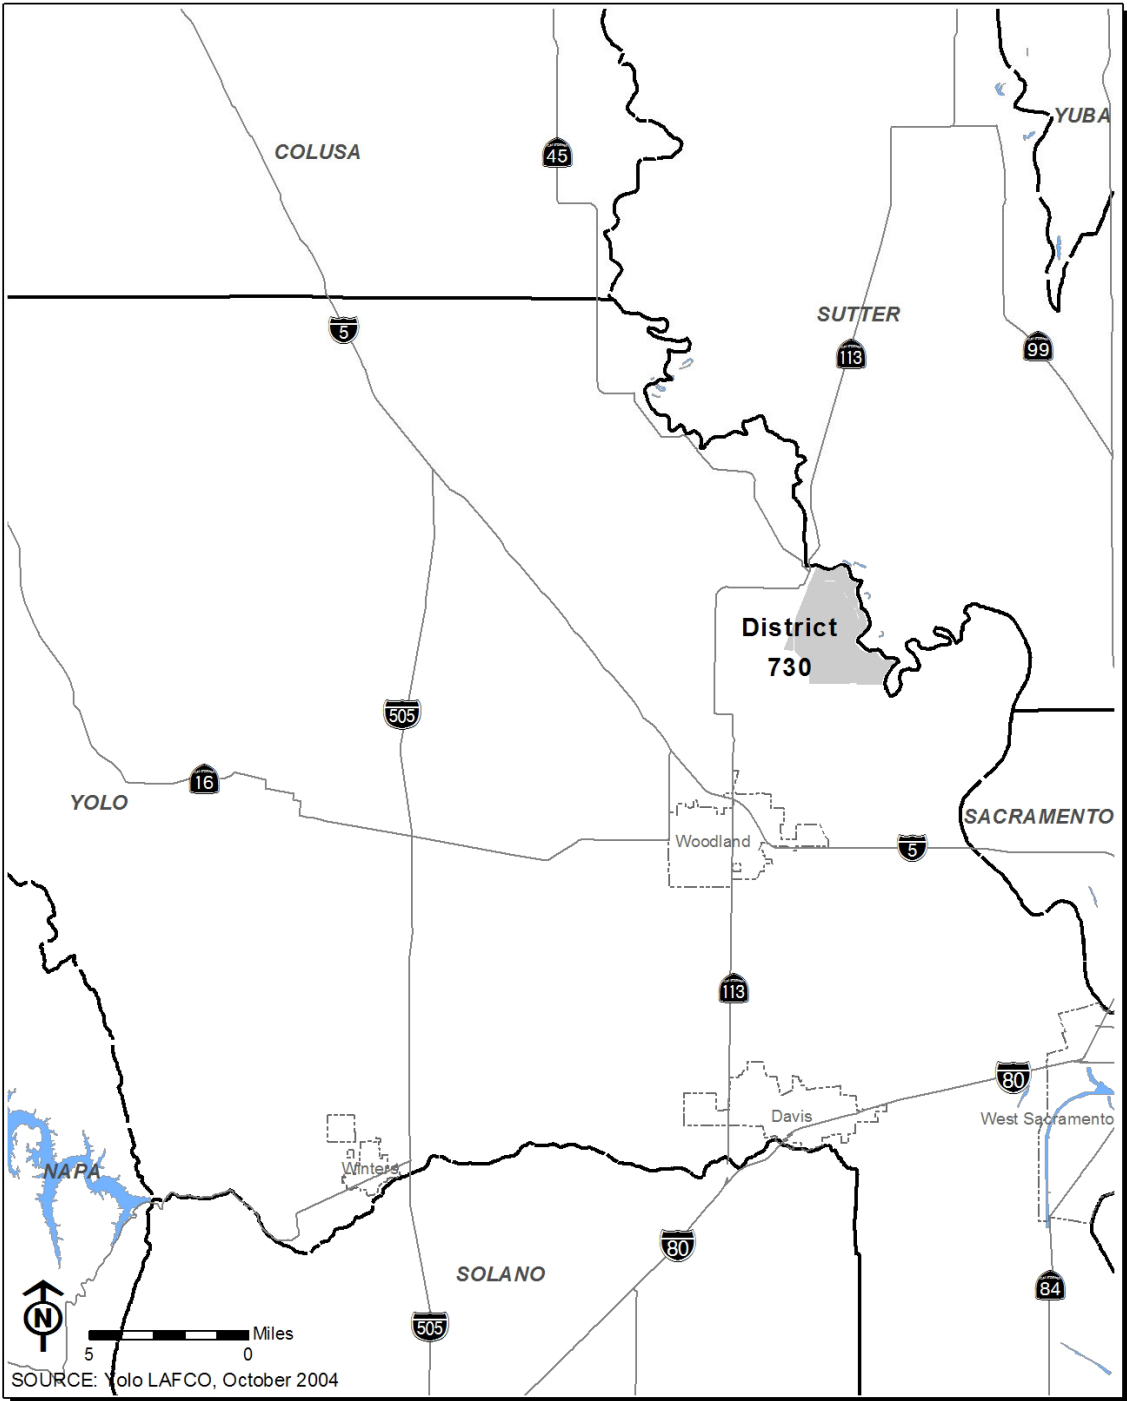 YUBA
COLUSA
45
SUTTER
5
113
99
District
730
505
16
YOLO
SACRAMENTO
Woodland
5
113
80
Davis
West Sacramento
Winters
NAPA
80
SOLANO
84
N
505
Miles
5 0
SOURCE: Yolo LAFCO, October 2004